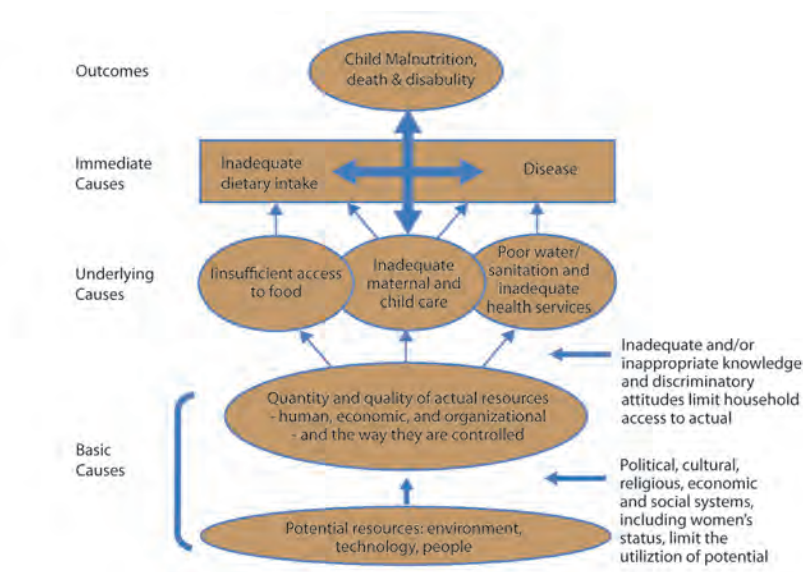 Outcomes
Child Malnutrition,
death & disabulity
Immediate
Causes
Inadequate
dietary intake
Disease
Underlying
Causes
Iinsufficient access
to food
Inadequate
maternal and
child care
Poor water/
sanitation and
inadequate
health services
Inadequate and/or
inappropriate knowledge
and discriminatory
attitudes limit household
access to actual
Basic
Causes
Quantity and quality of actual resources
- human, economic, and organizational
- and the way they are controlled
Political, cultural,
religious, economic
and social systems,
including women's
status, limit the
utiliztion of potential
Potential resources: environment,
technology, people